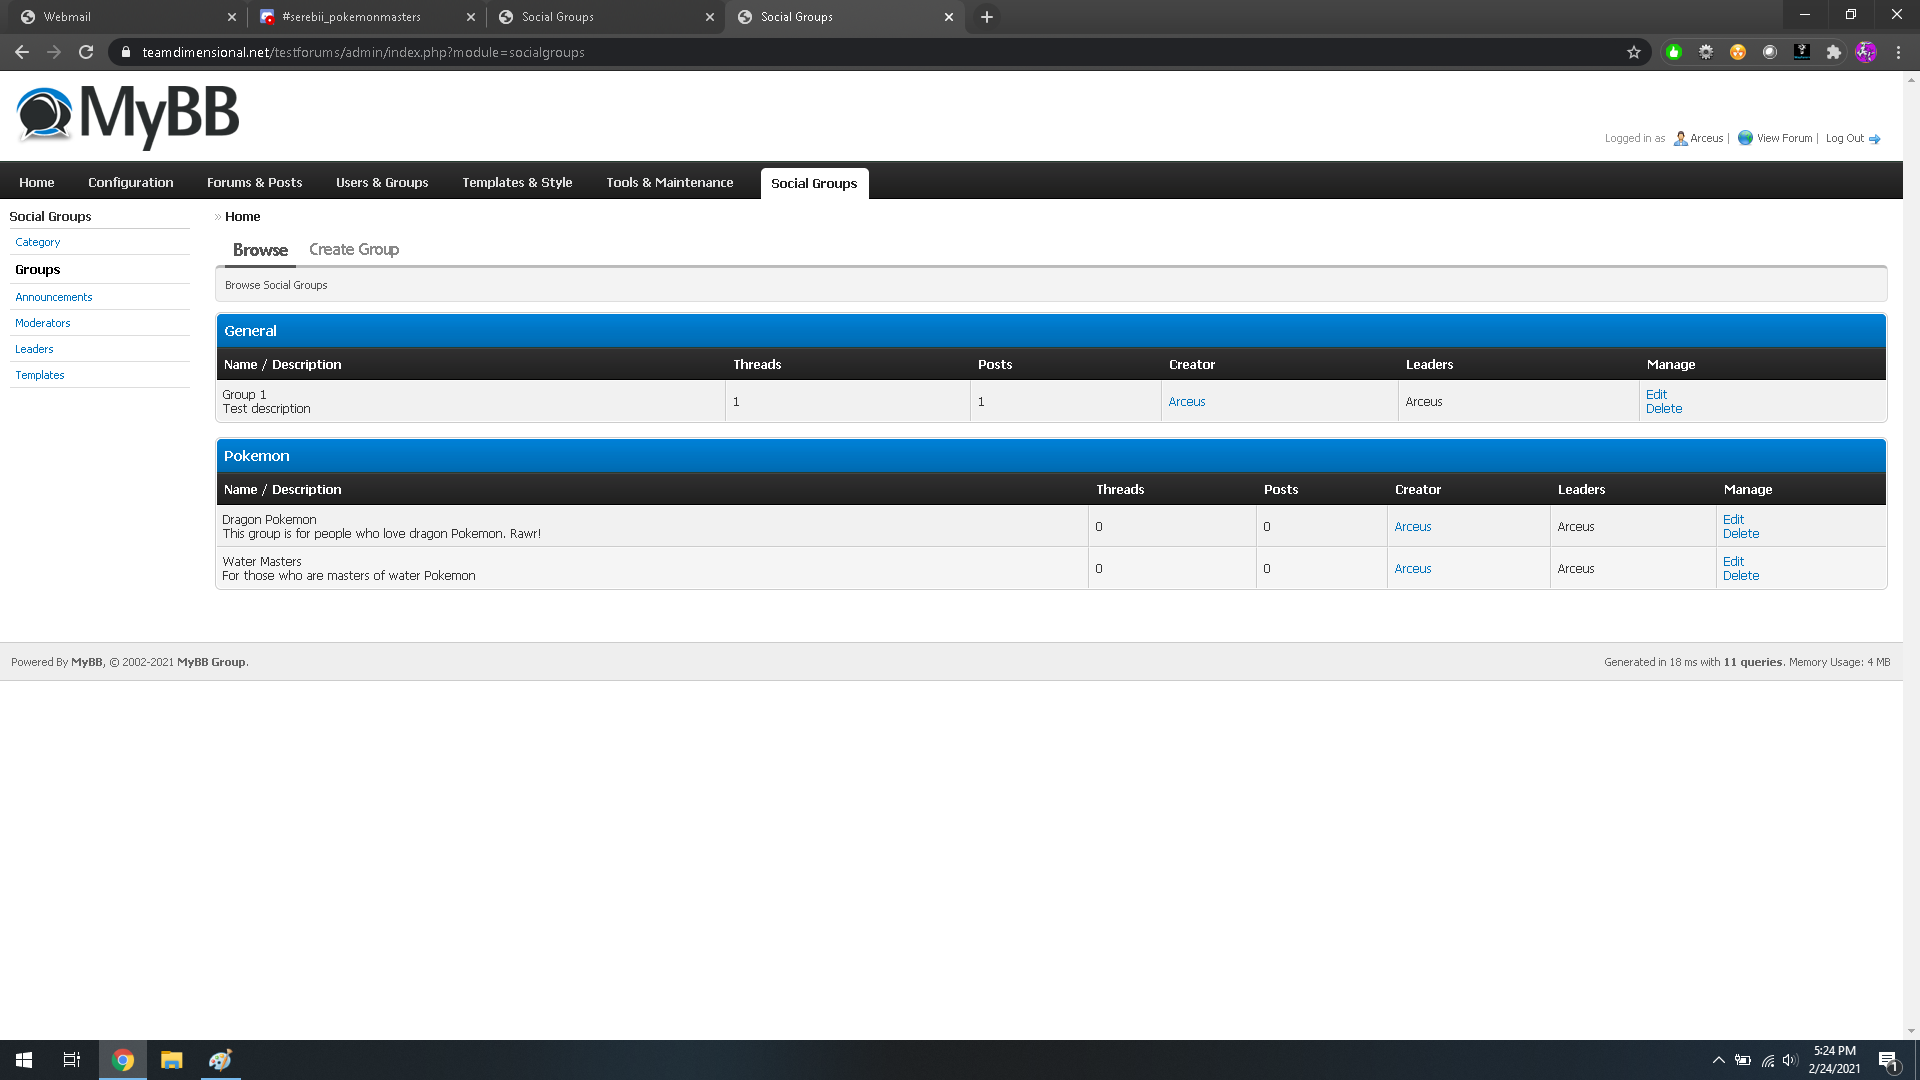 Webmail
#serebii_pokemonmasters
Social Groups
Social Groups
teamdimensional.net/testforums/admin/index.php?module=socialgroups
MyBB
Logged in as Arceus | View Forum | Log Out
Home Configuration Forums & Posts Users & Groups Templates & Style Tools & Maintenance Social Groups
Social Groups
Category
Groups
Announcements
Moderators
Leaders
Templates
» Home
Browse Create Group
Browse Social Groups
General
Name / Description Threads Posts Creator Leaders Manage
Group 1
Test description
1 1 Arceus Arceus
Edit
Delete
Pokemon
Name / Description Threads Posts Creator Leaders Manage
Dragon Pokemon
This group is for people who love dragon Pokemon. Rawr!
0 0 Arceus Arceus
Edit
Delete
Water Masters
For those who are masters of water Pokemon
0 0 Arceus Arceus
Edit
Delete
Powered By MyBB, © 2002-2021 MyBB Group.
Generated in 18 ms with 11 queries. Memory Usage: 4 MB
5:24 PM
2/24/2021
1